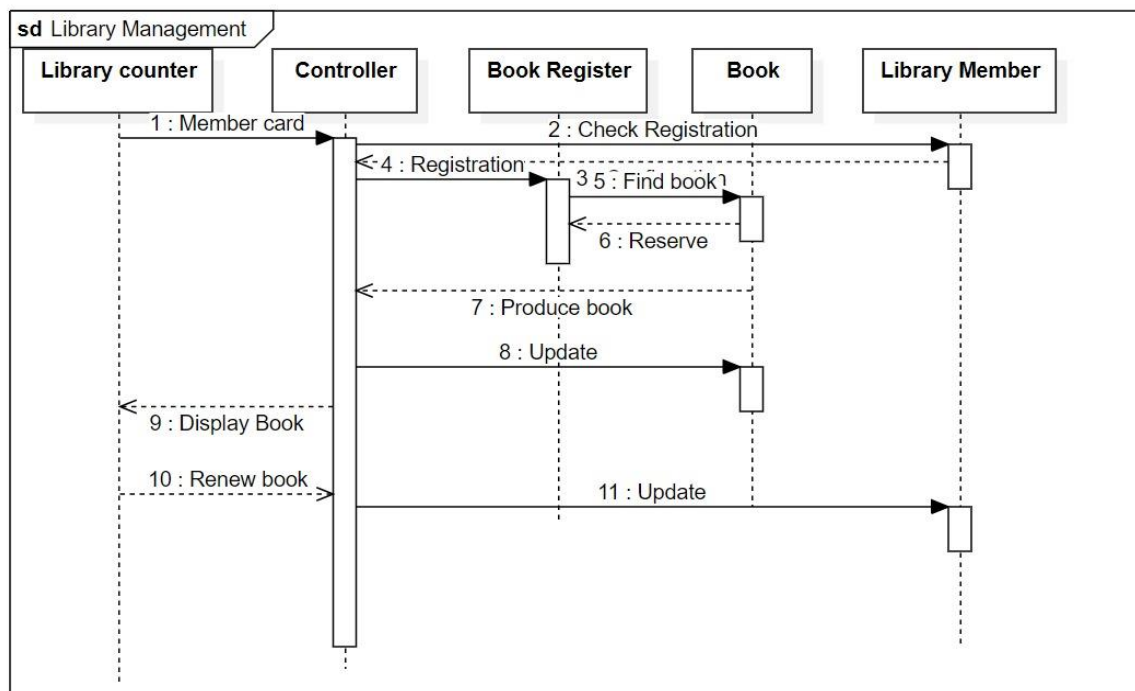 sd Library Management
Library counter
Controller
Book Register
Book
Library Member
1 : Member card
2 : Check Registration
4 : Registration
3
5 : Find book
6 : Reserve
7 : Produce book
8 : Update
9 : Display Book
10 : Renew book
11 : Update